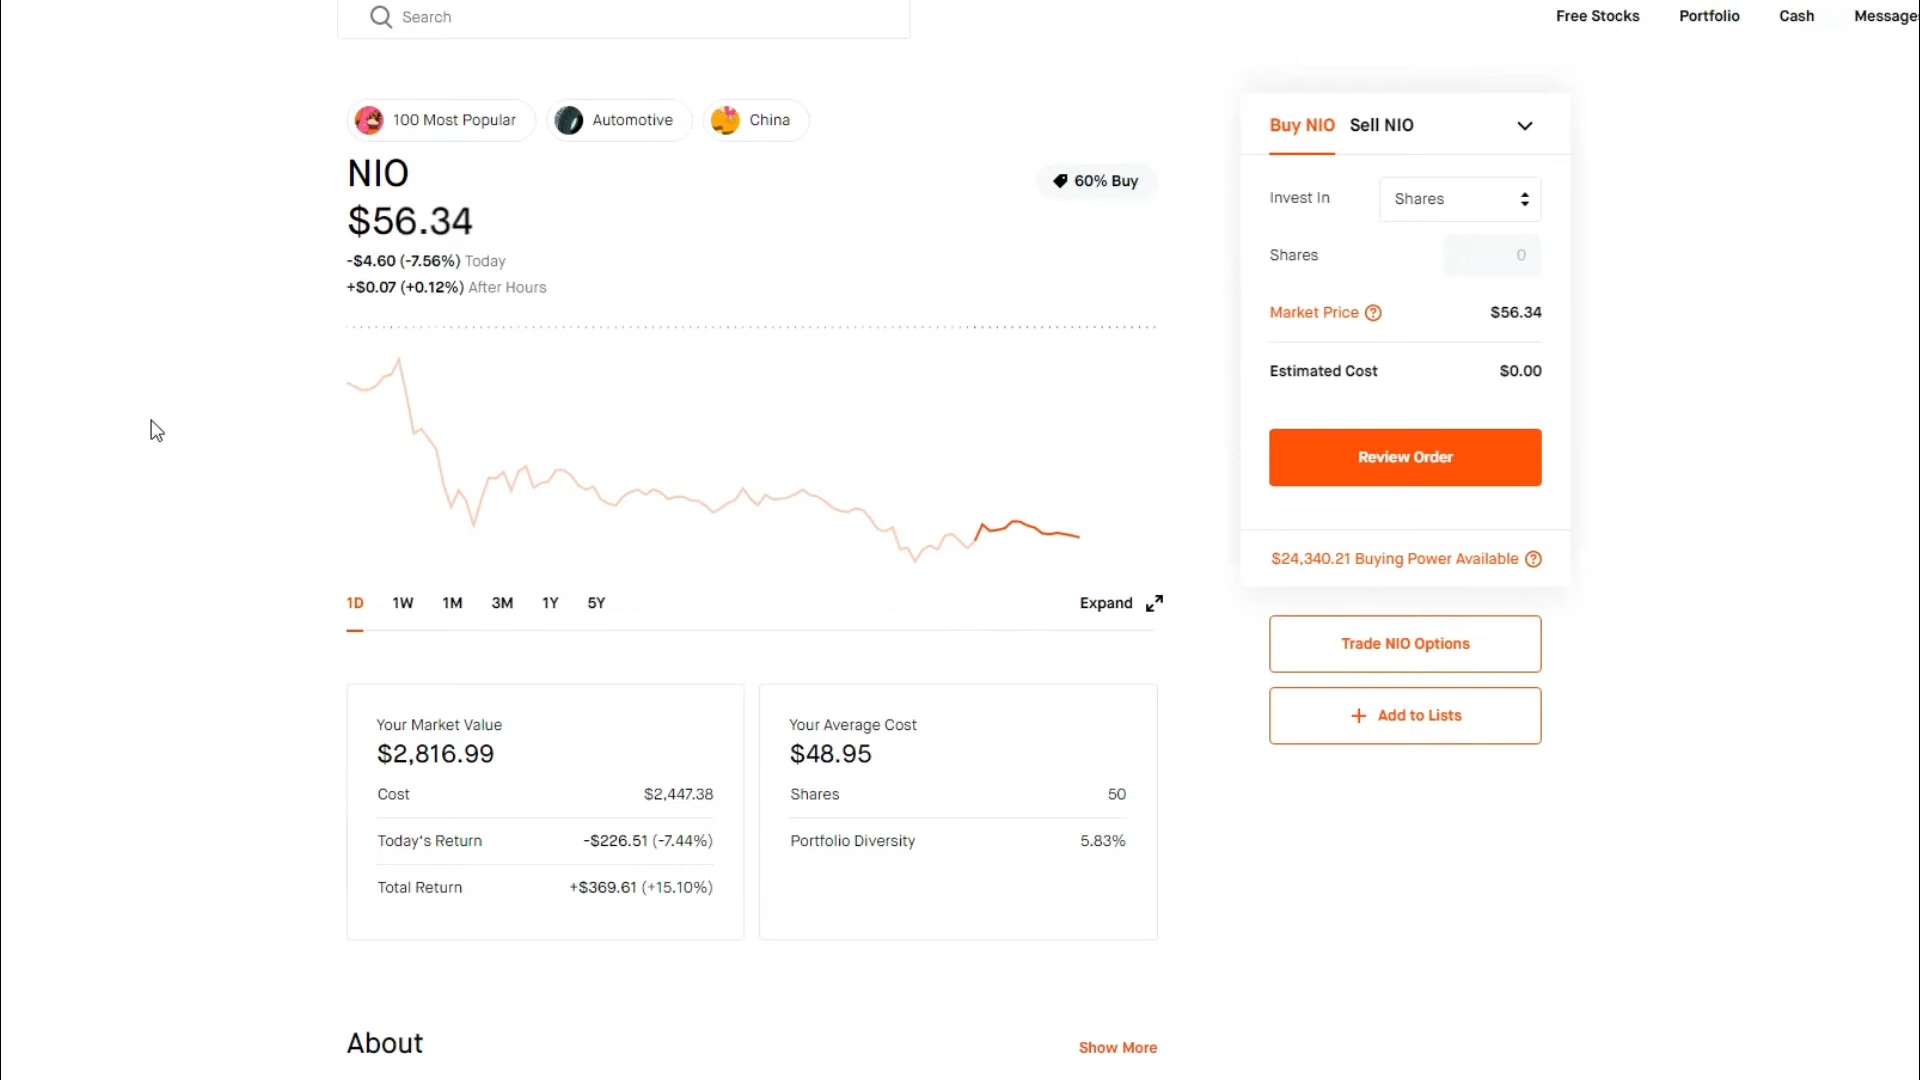 Search
Free Stocks Portfolio Cash Message
100 Most Popular Automotive China
NIO
$56.34
-$4.60 (-7.56%) Today
+$0.07 (+0.12%) After Hours
60% Buy
1D 1W 1M 3M 1Y 5Y
Expand
Your Market Value
$2,816.99
Cost $2,447.38
Today's Return -$226.51 (-7.44%)
Total Return +$369.61 (+15.10%)
Your Average Cost
$48.95
Shares 50
Portfolio Diversity 5.83%
About
Show More
Buy NIO Sell NIO
Invest In Shares
Shares 0
Market Price ? $56.34
Estimated Cost $0.00
Review Order
$24,340.21 Buying Power Available ?
Trade NIO Options
+ Add to Lists